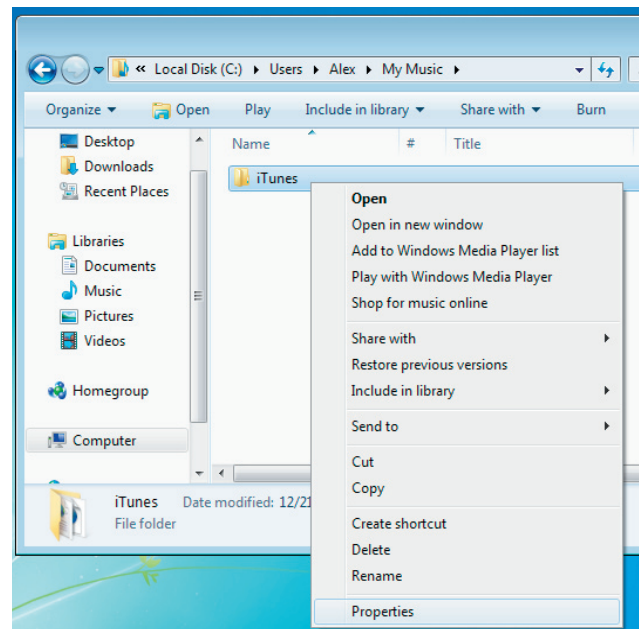 « Local Disk (C:) ▸ Users ▸ Alex ▸ My Music ▸
Organize ▾ Open Play Include in library ▾ Share with ▾ Burn
Desktop
Downloads
Recent Places
Libraries
Documents
Music
Pictures
Videos
Homegroup
Computer
Name # Title
iTunes
Open
Open in new window
Add to Windows Media Player list
Play with Windows Media Player
Shop for music online
Share with
Restore previous versions
Include in library
Send to
Cut
Copy
Create shortcut
Delete
Rename
Properties
iTunes Date modified: 12/21
File folder